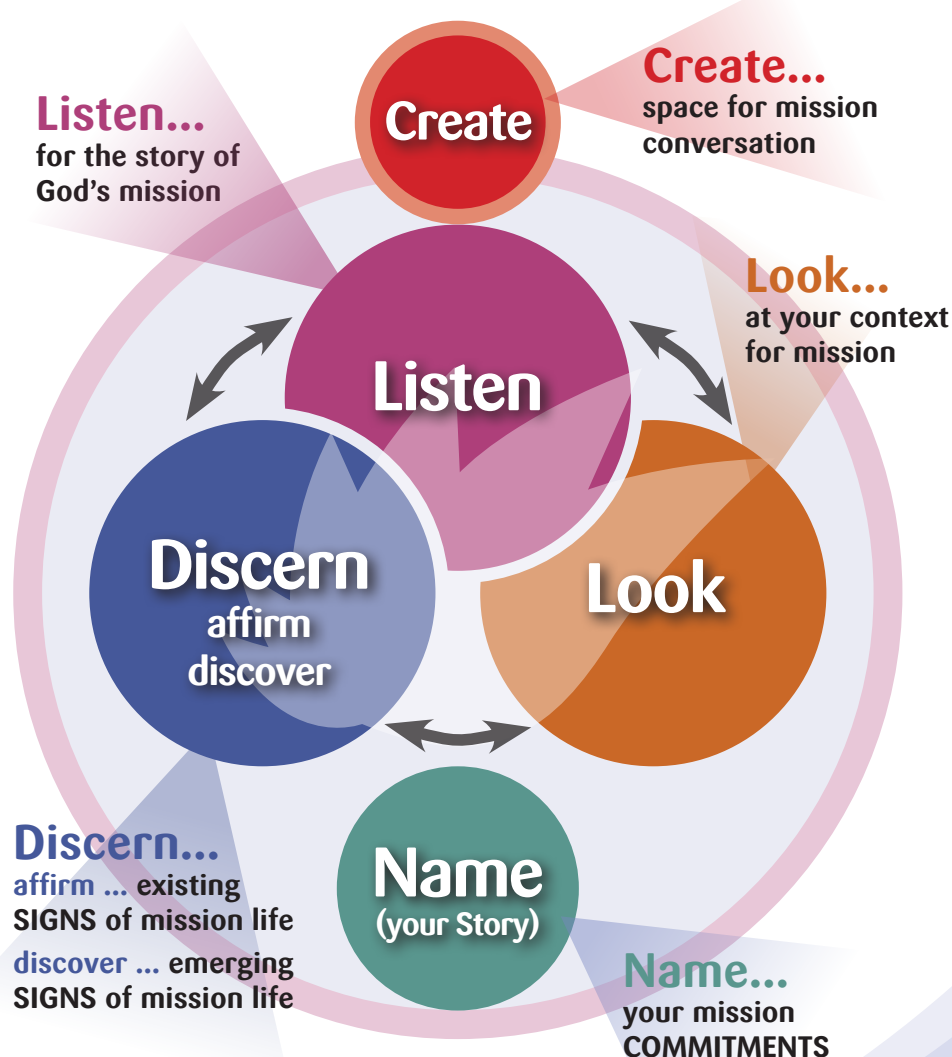 Create
Create...
space for mission
conversation
Listen...
for the story of
God's mission
Listen
Look...
at your context
for mission
Look
Discern
affirm
discover
Discern...
affirm ... existing
SIGNS of mission life
discover ... emerging
SIGNS of mission life
Name
(your Story)
Name...
your mission
COMMITMENTS